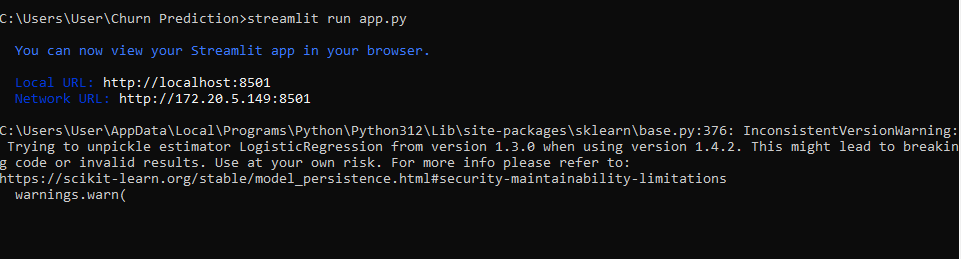 C:\Users\User\Churn Prediction>streamlit run app.py
You can now view your Streamlit app in your browser.
Local URL: http://localhost:8501
Network URL: http://172.20.5.149:8501
C:\Users\User\AppData\Local\Programs\Python\Python312\Lib\site-packages\sklearn\base.py:376: InconsistentVersionWarning:
Trying to unpickle estimator LogisticRegression from version 1.3.0 when using version 1.4.2. This might lead to breakin
g code or invalid results. Use at your own risk. For more info please refer to:
https://scikit-learn.org/stable/model_persistence.html#security-maintainability-limitations
warnings.warn(